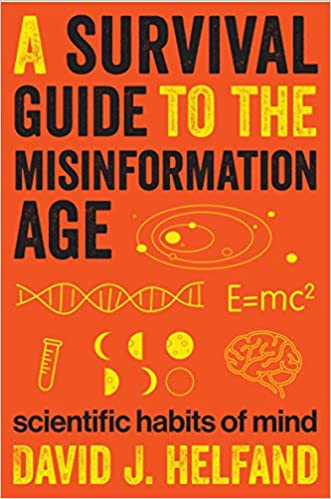 A SURVIVAL
GUIDE TO THE
MISINFORMATION
AGE
E=mc²
scientific habits of mind
DAVID J. HELFAND